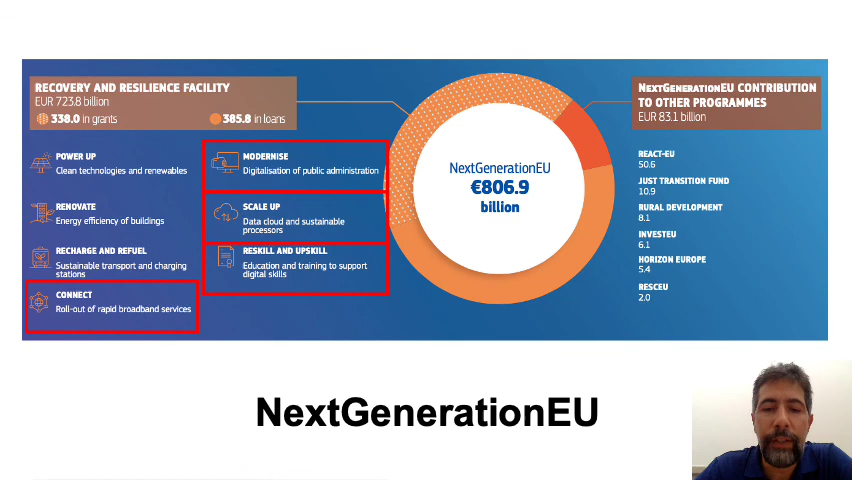 RECOVERY AND RESILIENCE FACILITY
EUR 723.8 billion
338.0 in grants
385.8 in loans
POWER UP
Clean technologies and renewables
RENOVATE
Energy efficiency of buildings
RECHARGE AND REFUEL
Sustainable transport and charging
stations
CONNECT
Roll-out of rapid broadband services
MODERNISE
Digitalisation of public administration
SCALE UP
Data cloud and sustainable
processors
RESKILL AND UPSKILL
Education and training to support
digital skills
NextGenerationEU
€806.9
billion
NEXTGENERATIONEU CONTRIBUTION
TO OTHER PROGRAMMES
EUR 83.1 billion
REACT-EU
50.6
JUST TRANSITION FUND
10.9
RURAL DEVELOPMENT
8.1
INVESTEU
6.1
HORIZON EUROPE
5.4
RESCEU
2.0
NextGenerationEU